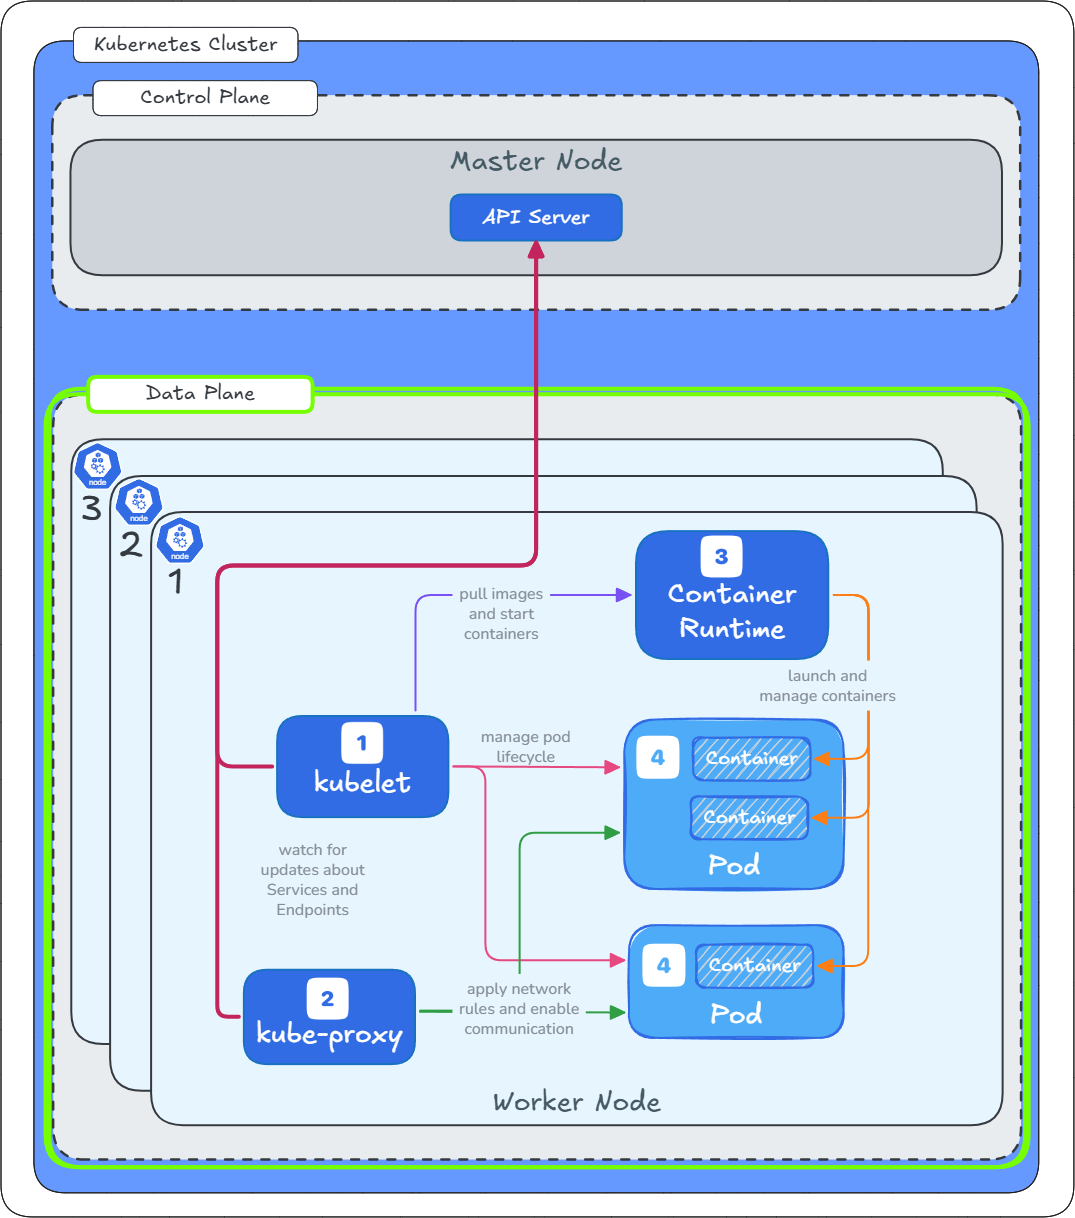 Kubernetes Cluster
Control Plane
Master Node
API Server
Data Plane
node
3
node
2
node
1
3
Container
Runtime
pull images
and start
containers
launch and
manage containers
1
kubelet
manage pod
lifecycle
4
Container
Container
Pod
watch for
updates about
Services and
Endpoints
4
Container
Pod
2
kube-proxy
apply network
rules and enable
communication
Worker Node